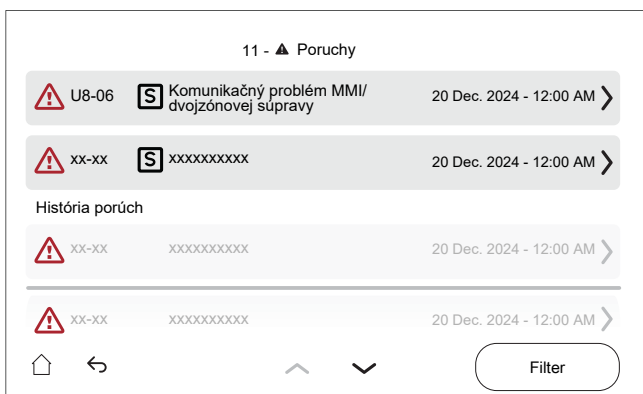 11 - Poruchy
U8-06 S Komunikačný problém MMI/
dvojzónovej súpravy 20 Dec. 2024 - 12:00 AM
xx-xx S xxxxxxxxxx 20 Dec. 2024 - 12:00 AM
História porúch
xx-xx xxxxxxxxxx 20 Dec. 2024 - 12:00 AM
xx-xx xxxxxxxxxx 20 Dec. 2024 - 12:00 AM
Filter